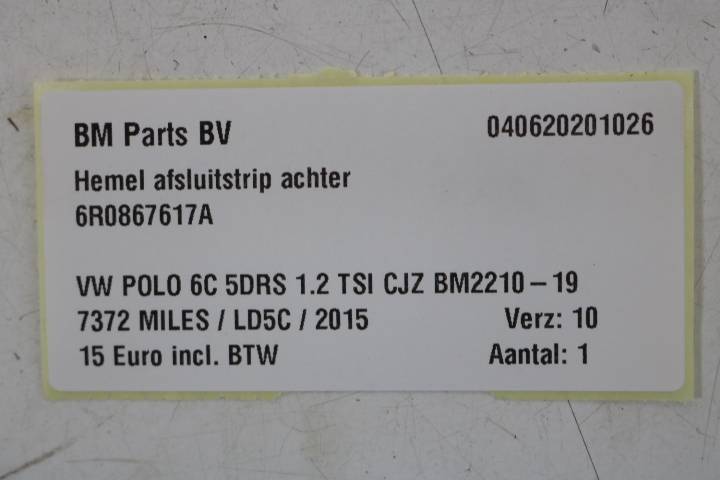 BM Parts BV 040620201026
Hemel afsluitstrip achter
6R0867617A
VW POLO 6C 5DRS 1.2 TSI CJZ BM2210-19
7372 MILES / LD5C / 2015 Verz: 10
15 Euro incl. BTW Aantal: 1